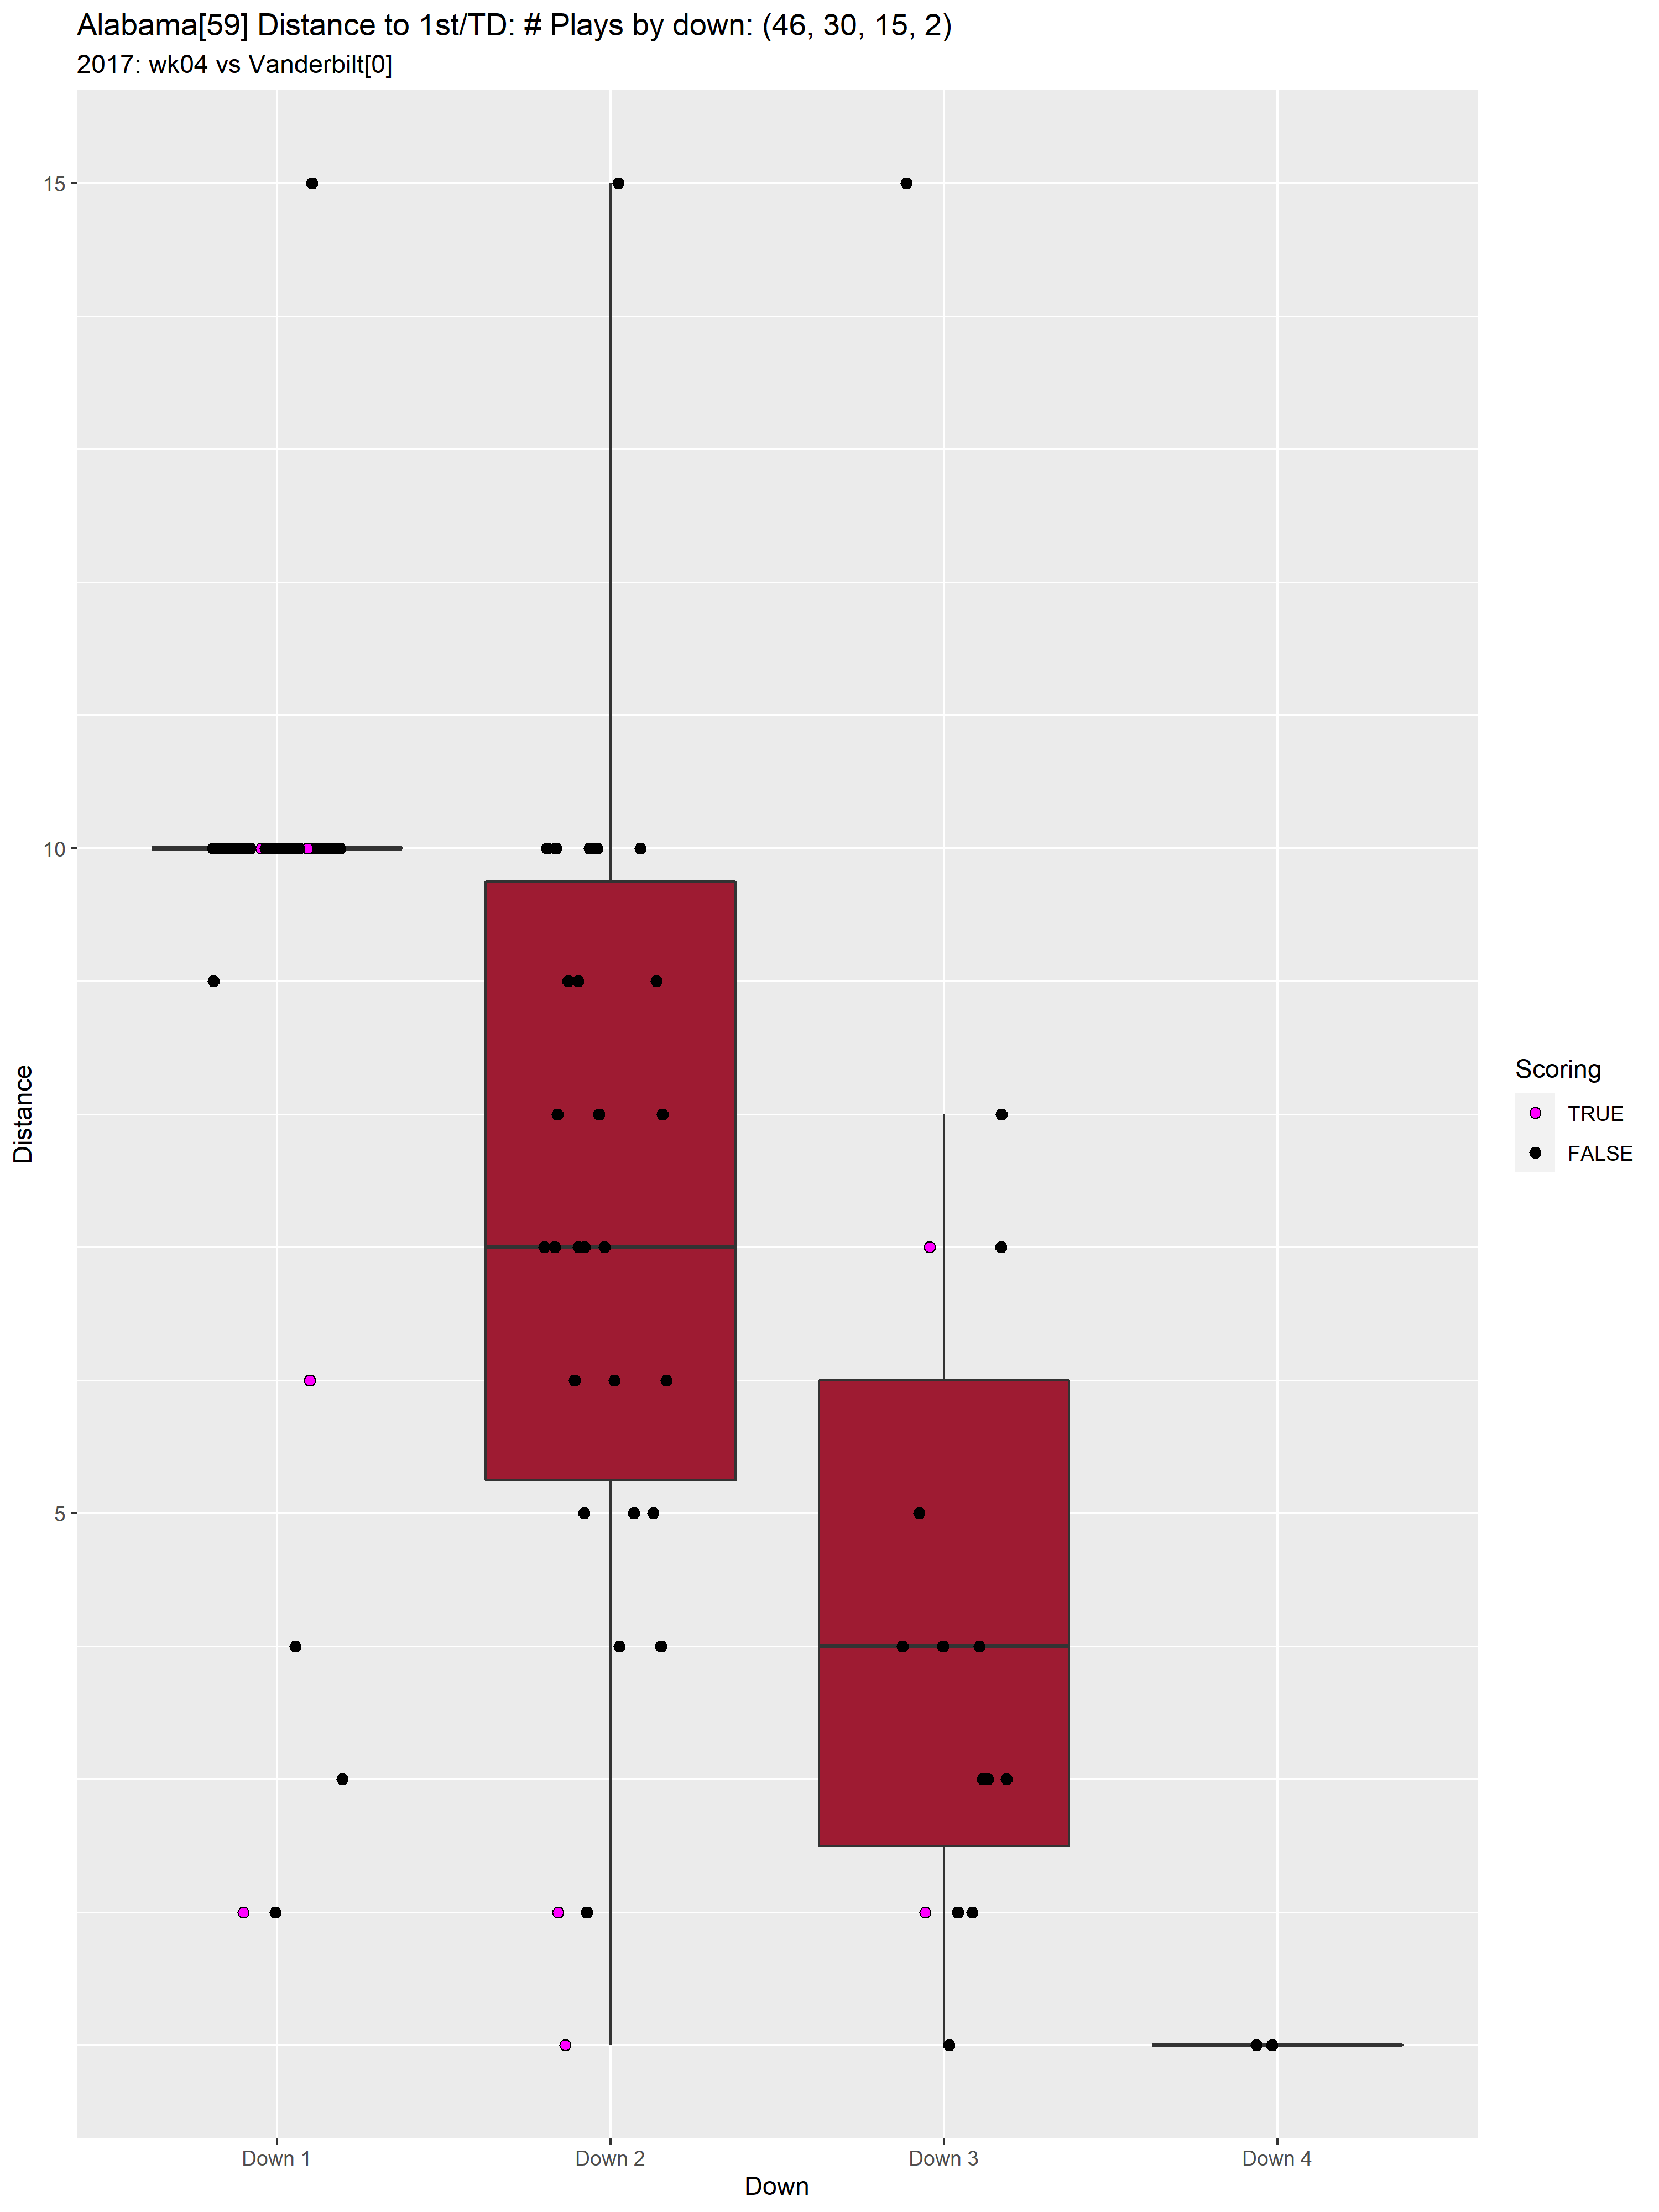 Alabama[59] Distance to 1st/TD: # Plays by down: (46, 30, 15, 2)
2017: wk04 vs Vanderbilt[0]
15
10
5
Distance
Down 1
Down 2
Down 3
Down 4
Down
Scoring
TRUE
FALSE